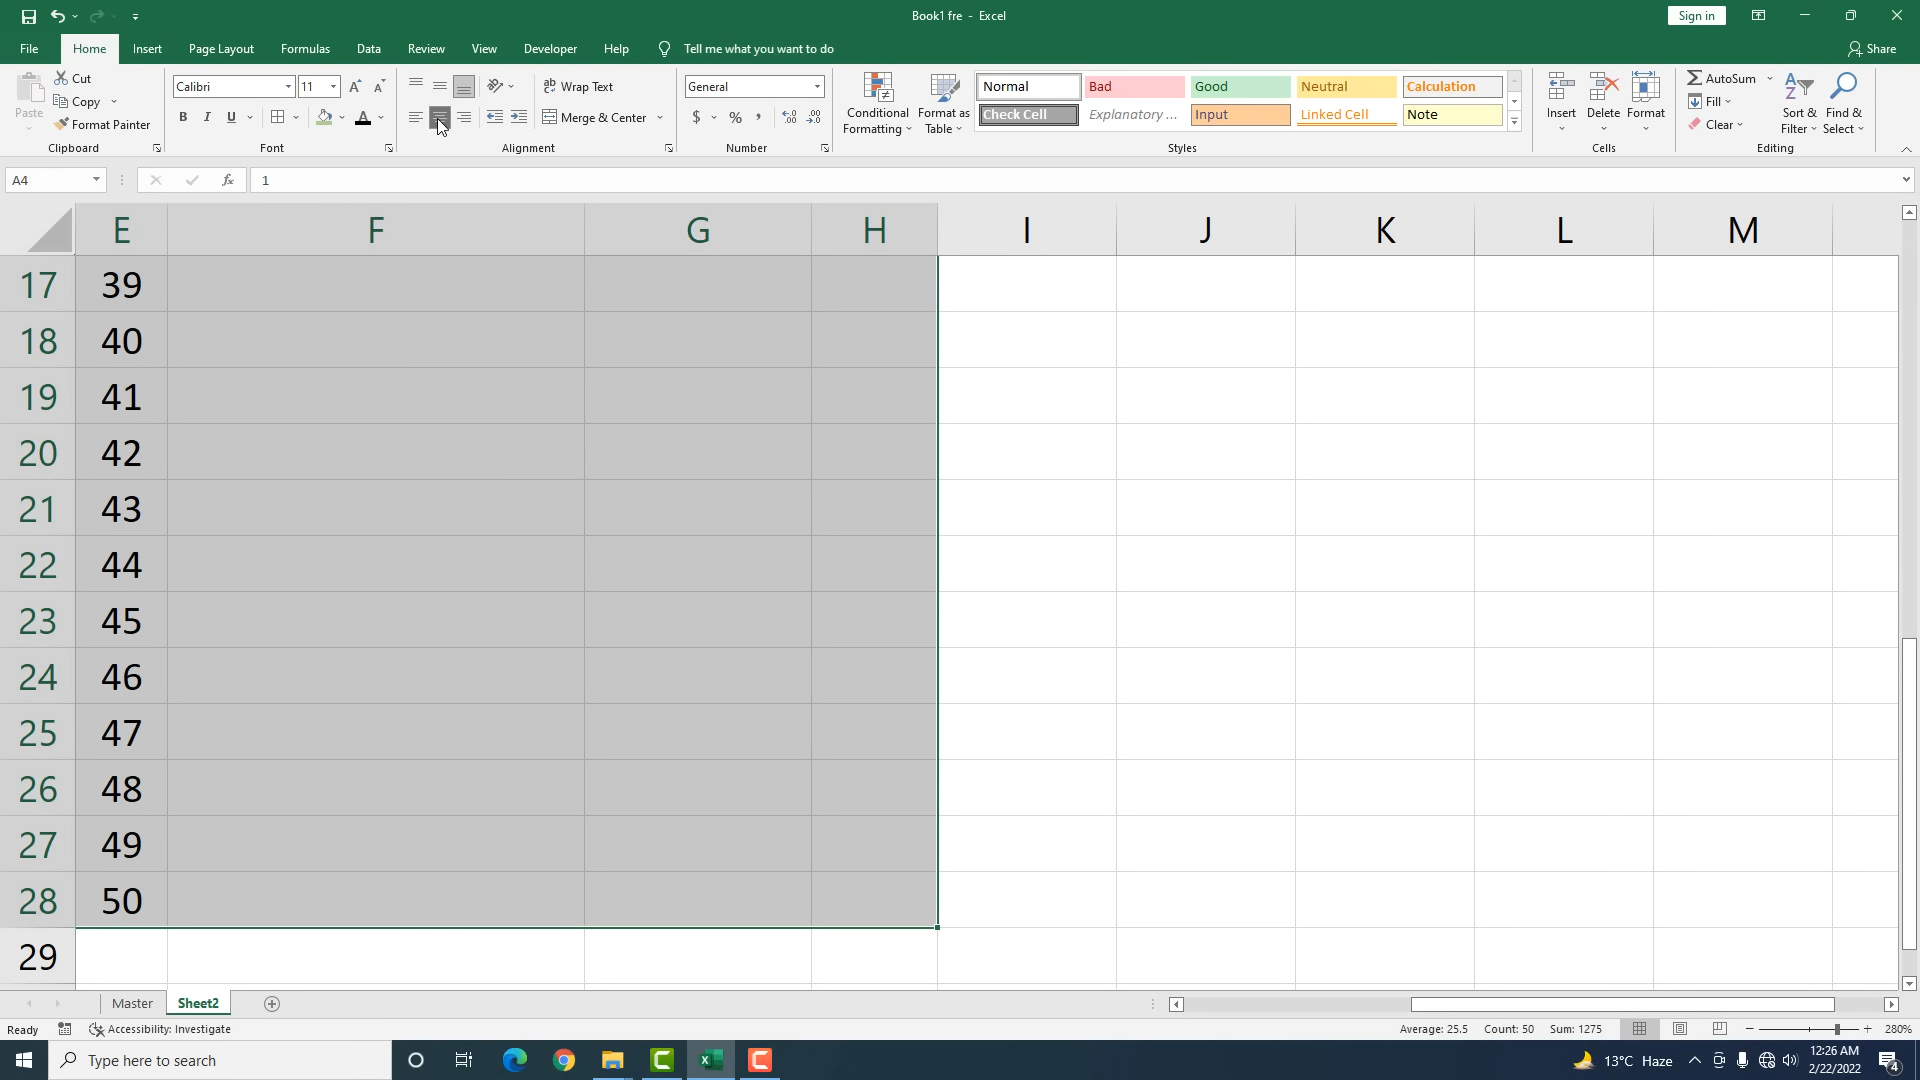 Book1 fre - Excel
Sign in
File Home Insert Page Layout Formulas Data Review View Developer Help Tell me what you want to do Share
Paste Cut Copy Format Painter Clipboard
Calibri 11 B I U A Font
Wrap Text Merge & Center Alignment
General $ % , Number
Conditional Formatting Format as Table
Normal Bad Good Neutral Calculation
Check Cell Explanatory ... Input Linked Cell Note
Styles
Insert Delete Format Cells
AutoSum Fill Clear Sort & Filter Find & Select Editing
A4 fx 1
E F G H I J K L M
17 39
18 40
19 41
20 42
21 43
22 44
23 45
24 46
25 47
26 48
27 49
28 50
29
Master Sheet2
Ready Accessibility: Investigate Average: 25.5 Count: 50 Sum: 1275 280%
Type here to search 13°C Haze 12:26 AM 2/22/2022 4